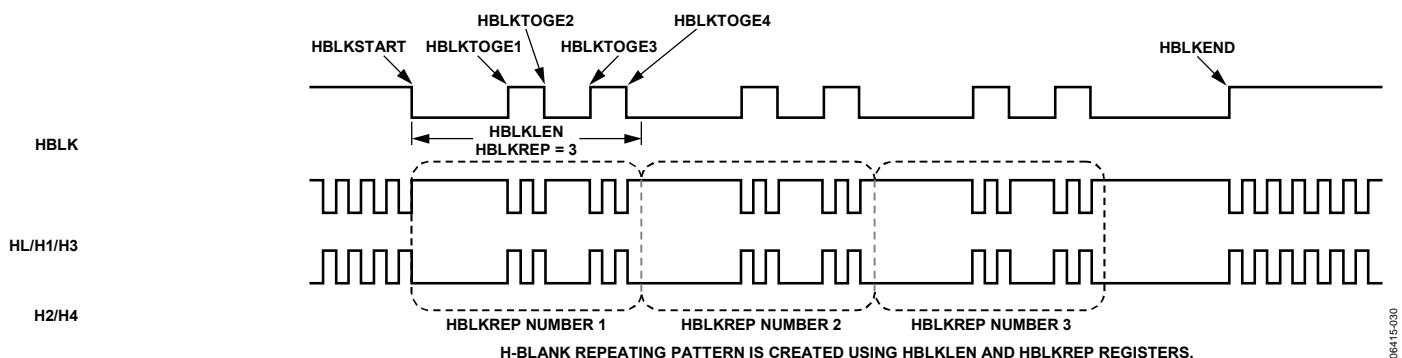 HBLKTOGE2 HBLKTOGE4
HBLKSTART HBLKTOGE1 HBLKTOGE3 HBLKEND
HBLK
HBLKLEN
HBLKREP = 3
HL/H1/H3
H2/H4
HBLKREP NUMBER 1 HBLKREP NUMBER 2 HBLKREP NUMBER 3
H-BLANK REPEATING PATTERN IS CREATED USING HBLKLEN AND HBLKREP REGISTERS.
06415-030